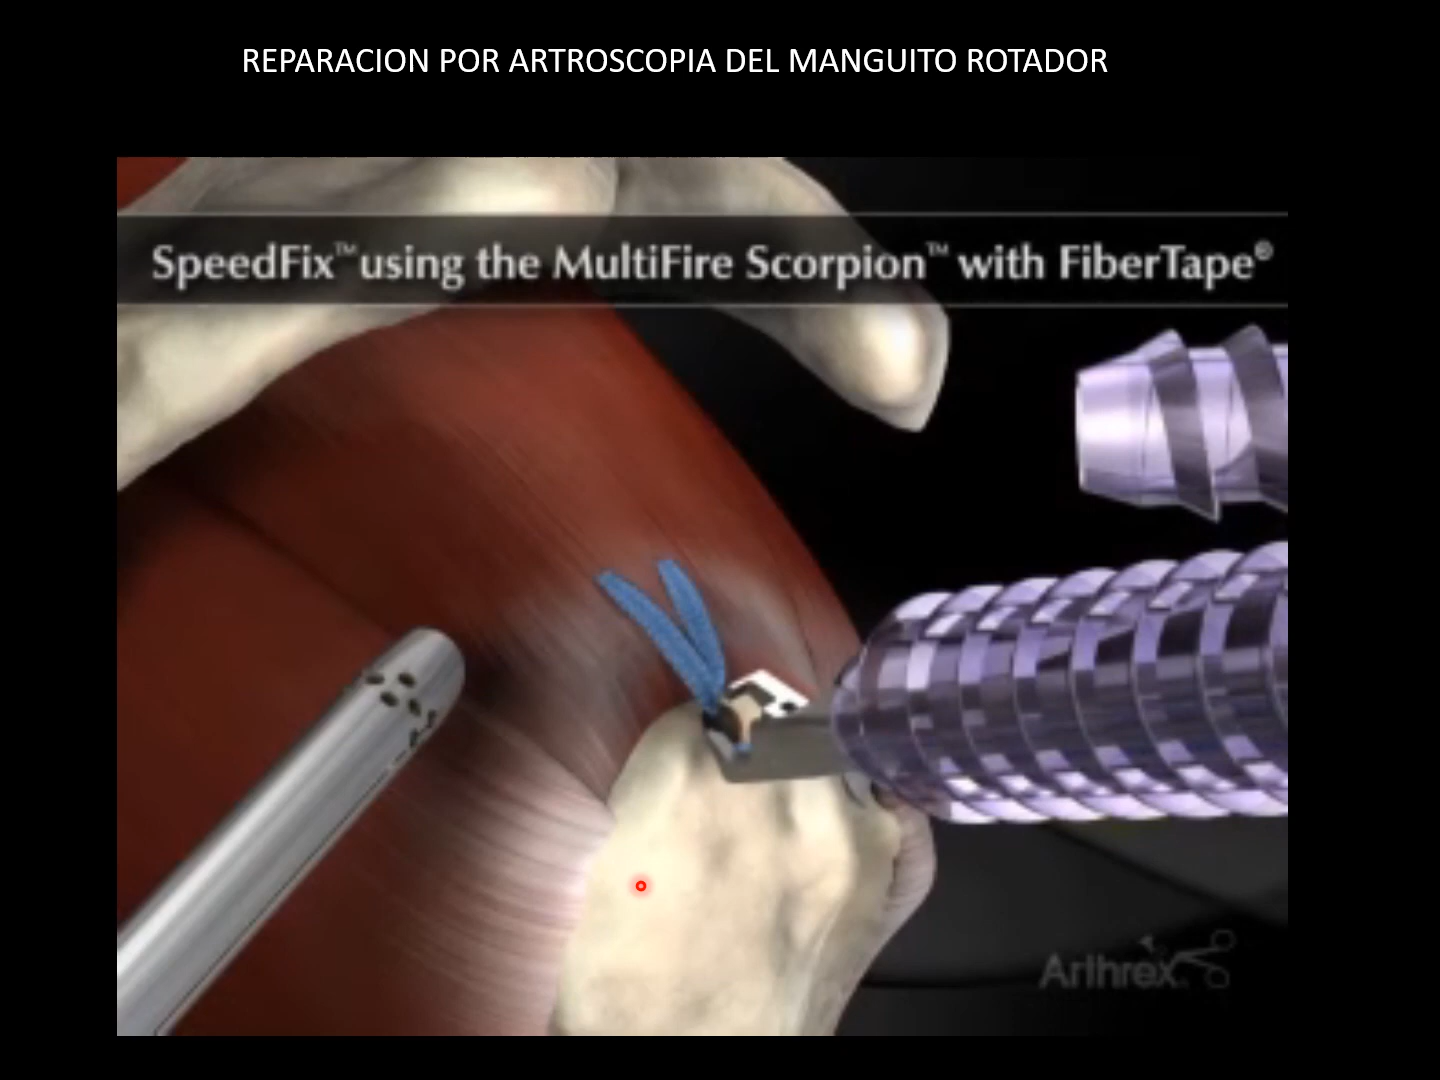 REPARACION POR ARTROSCOPIA DEL MANGUITO ROTADOR
SpeedFix™ using the MultiFire Scorpion™ with FiberTape®
Arthrex